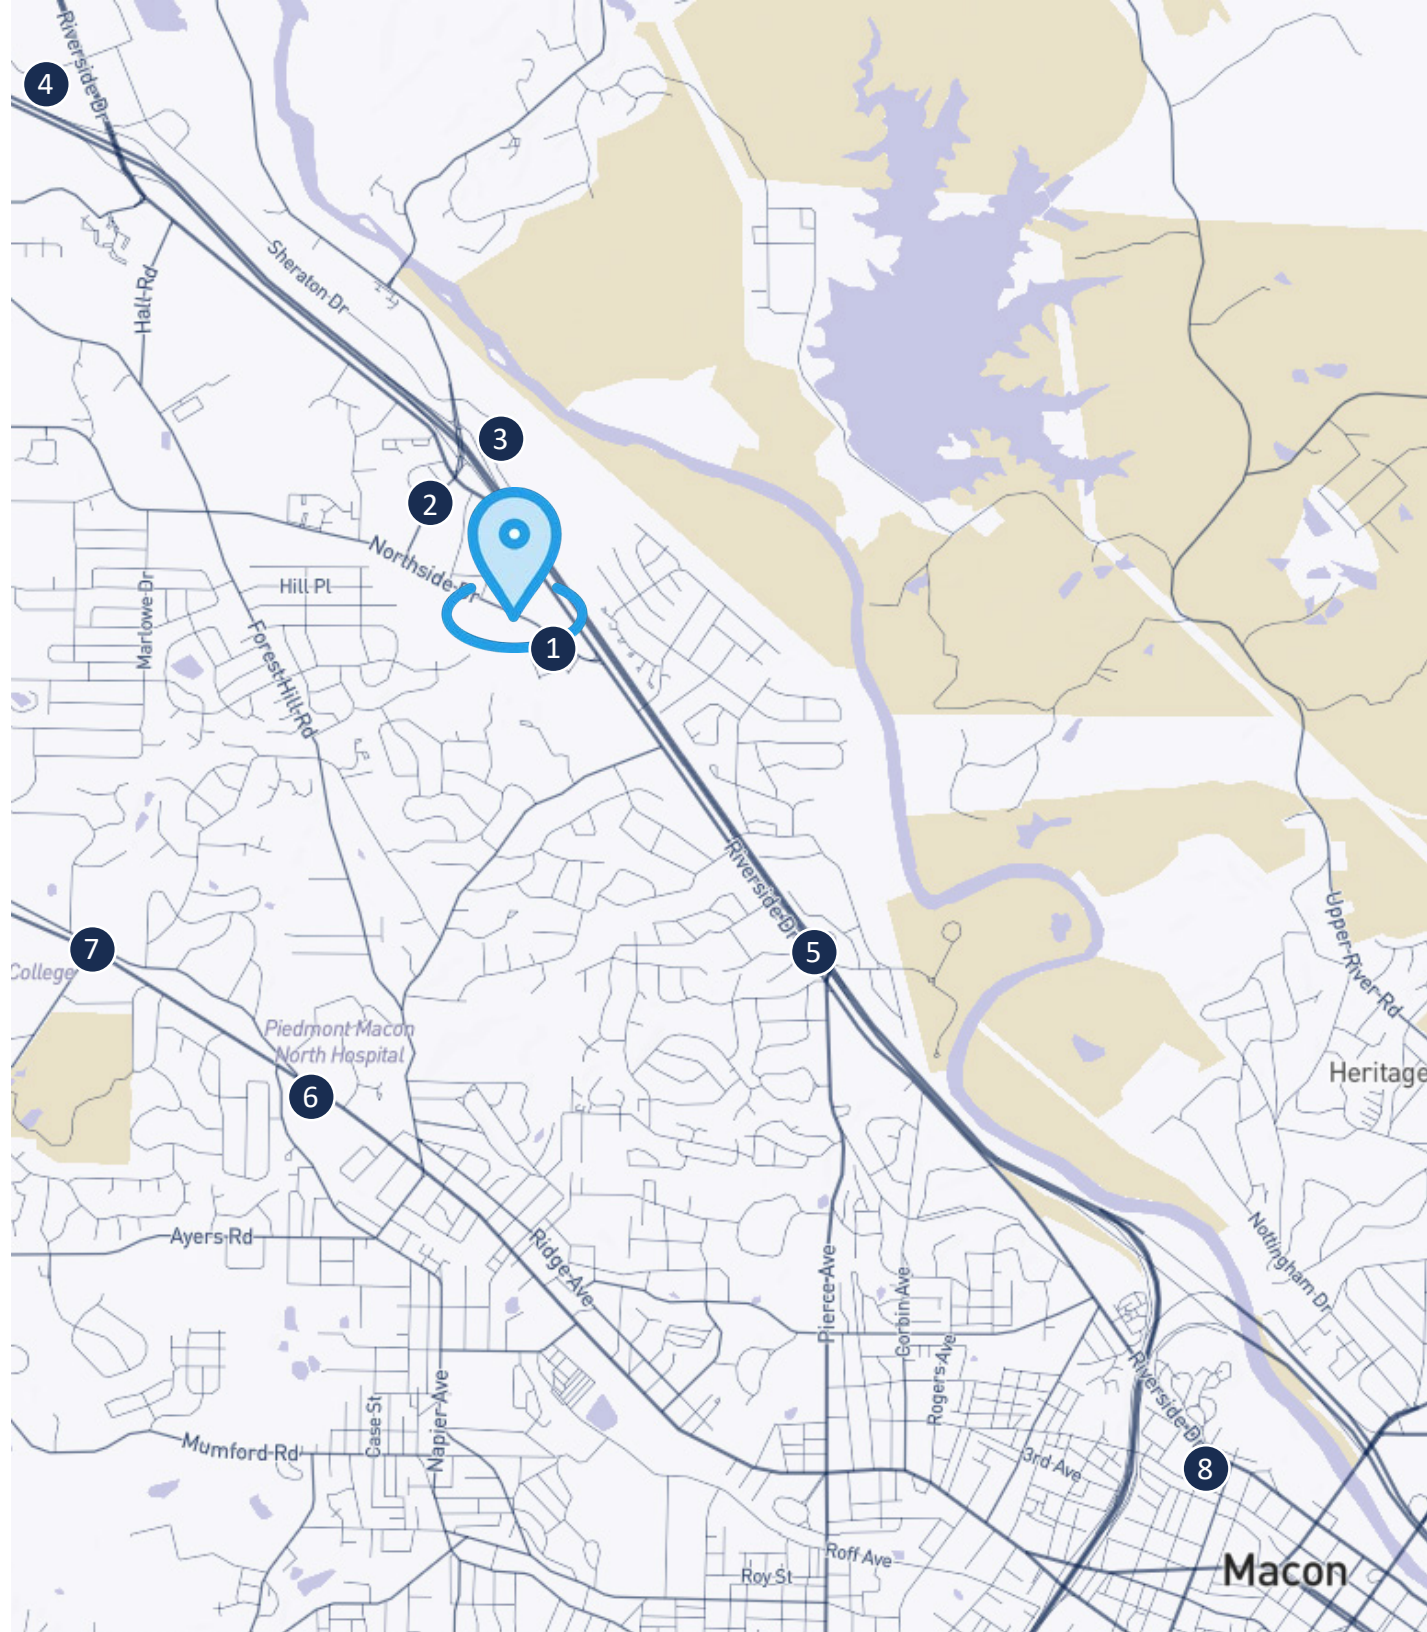 Riverside Dr
4
Sheraton Dr
Hall Rd
3
2
Northside Dr
Hill Pl
1
Marlowe Dr
Forest Hill Rd
Riverside Dr
5
Upper River Rd
7
College
Piedmont Macon
North Hospital
6
Heritage
Ayers Rd
Ridge Ave
Pierce Ave
Corbin Ave
Rogers Ave
Nottingham Dr
Riverside Dr
Case St
Napier Ave
Mumford Rd
3rd Ave
8
Roff Ave
Roy St
Macon